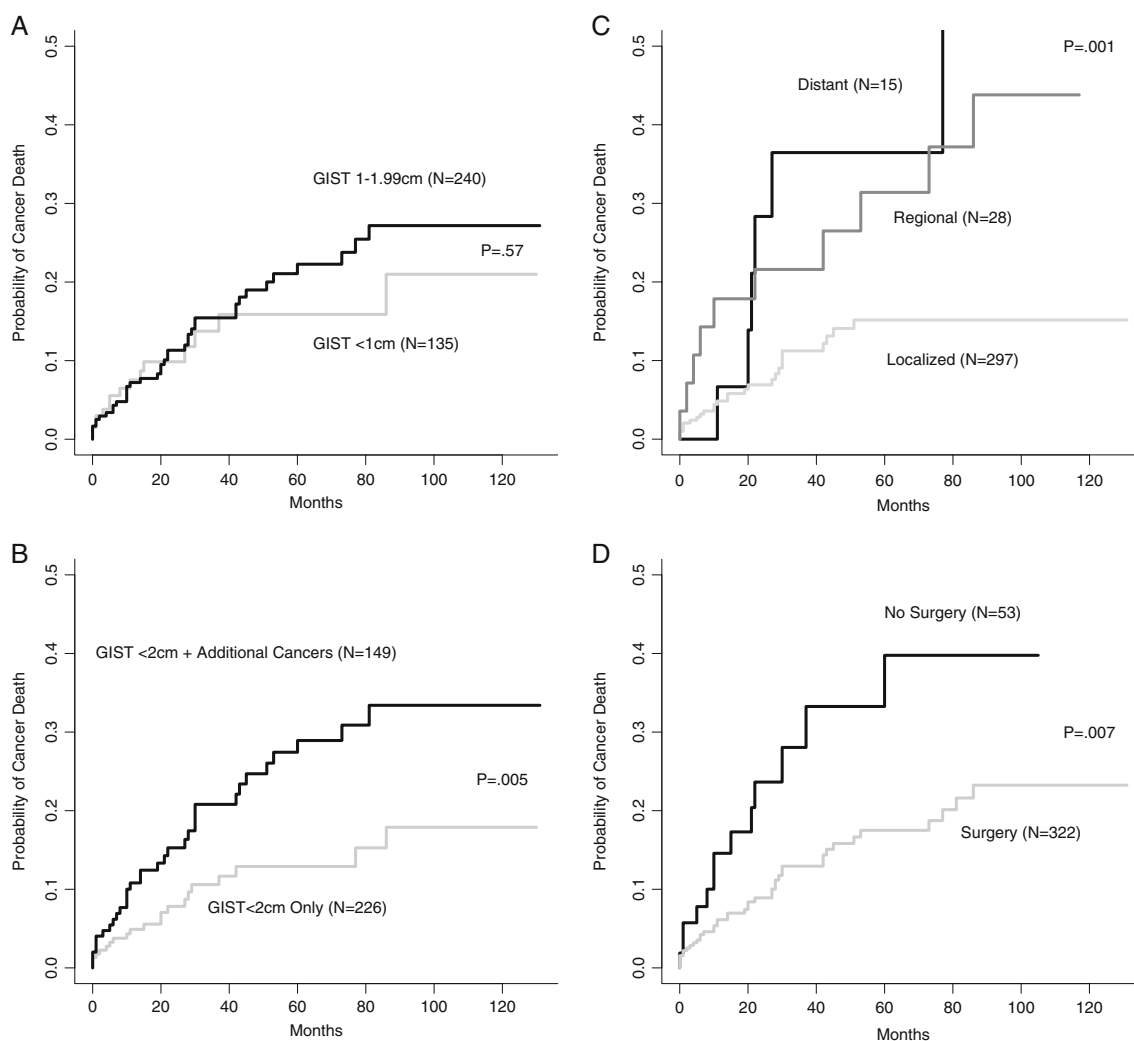 A
Probability of Cancer Death
0.5
0.4
0.3
0.2
0.1
0.0
GIST 1-1.99cm (N=240)
P=.57
GIST <1cm (N=135)
0 20 40 60 80 100 120
Months
C
Probability of Cancer Death
0.5
0.4
0.3
0.2
0.1
0.0
P=.001
Distant (N=15)
Regional (N=28)
Localized (N=297)
0 20 40 60 80 100 120
Months
B
Probability of Cancer Death
0.5
0.4
0.3
0.2
0.1
0.0
GIST <2cm + Additional Cancers (N=149)
P=.005
GIST<2cm Only (N=226)
0 20 40 60 80 100 120
Months
D
Probability of Cancer Death
0.5
0.4
0.3
0.2
0.1
0.0
No Surgery (N=53)
P=.007
Surgery (N=322)
0 20 40 60 80 100 120
Months